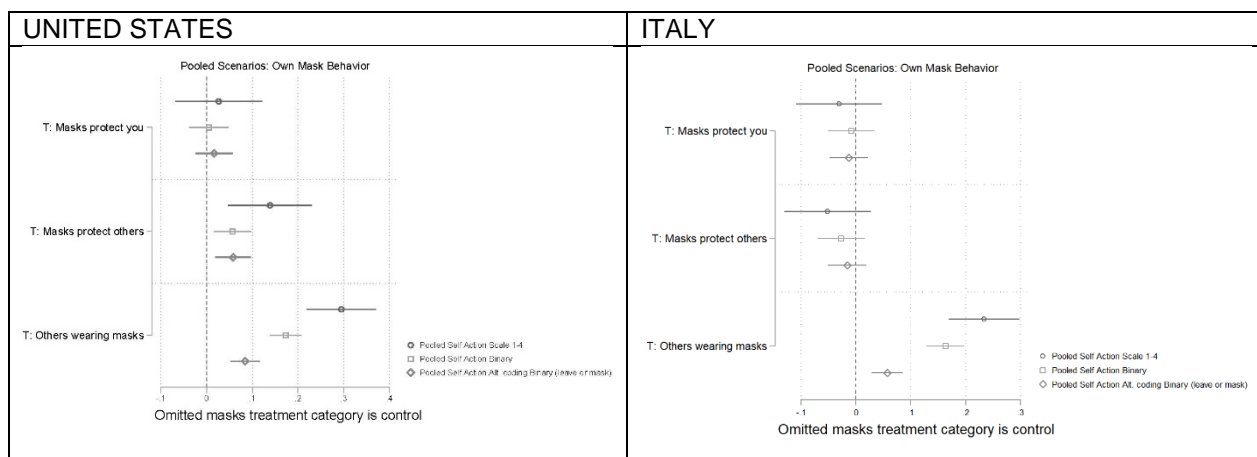 UNITED STATES
Pooled Scenarios: Own Mask Behavior
T: Masks protect you
T: Masks protect others
T: Others wearing masks
Pooled Self Action Scale 1-4
Pooled Self Action Binary
Pooled Self Action Alt. coding Binary (leave or mask)
-.1 0 .1 .2 .3 .4
Omitted masks treatment category is control
ITALY
Pooled Scenarios: Own Mask Behavior
T: Masks protect you
T: Masks protect others
T: Others wearing masks
Pooled Self Action Scale 1-4
Pooled Self Action Binary
Pooled Self Action Alt. coding Binary (leave or mask)
-.1 0 .1 .2 .3
Omitted masks treatment category is control